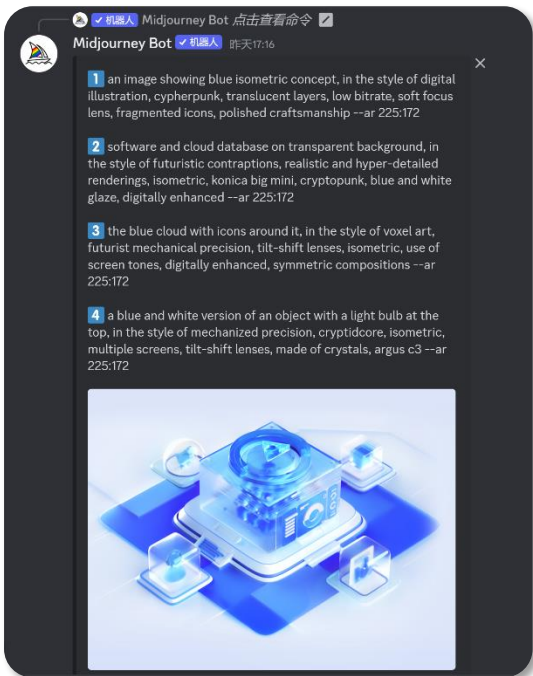 机器人 Midjourney Bot 点击查看命令
Midjourney Bot 机器人 昨天17:16
1 an image showing blue isometric concept, in the style of digital
illustration, cypherpunk, translucent layers, low bitrate, soft focus
lens, fragmented icons, polished craftsmanship --ar 225:172
2 software and cloud database on transparent background, in
the style of futuristic contraptions, realistic and hyper-detailed
renderings, isometric, konica big mini, cryptopunk, blue and white
glaze, digitally enhanced --ar 225:172
3 the blue cloud with icons around it, in the style of voxel art,
futurist mechanical precision, tilt-shift lenses, isometric, use of
screen tones, digitally enhanced, symmetric compositions --ar
225:172
4 a blue and white version of an object with a light bulb at the
top, in the style of mechanized precision, cryptidcore, isometric,
multiple screens, tilt-shift lenses, made of crystals, argus c3 --ar
225:172